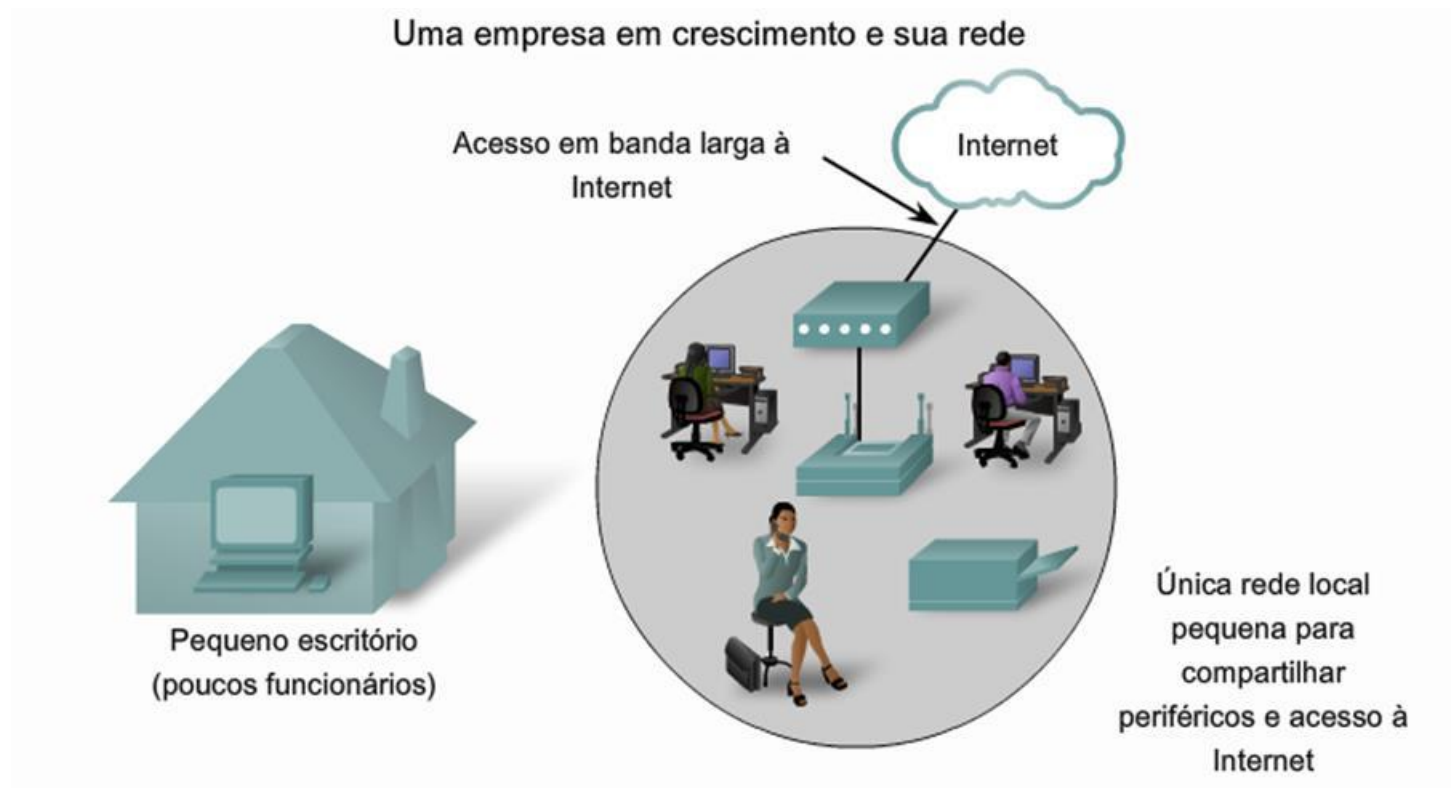 Uma empresa em crescimento e sua rede
Acesso em banda larga à
Internet
Internet
Pequeno escritório
(poucos funcionários)
Única rede local
pequena para
compartilhar
periféricos e acesso à
Internet